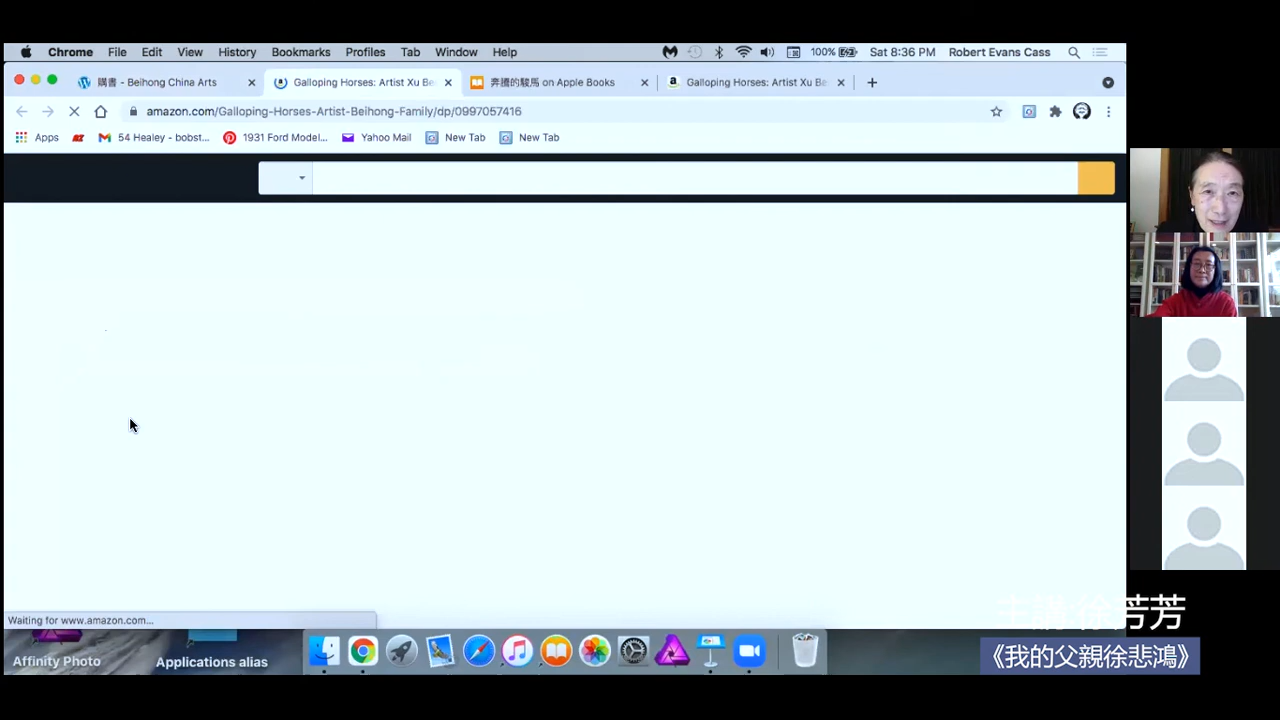 Chrome File Edit View History Bookmarks Profiles Tab Window Help 100% Sat 8:36 PM Robert Evans Cass
購書 - Beihong China Arts
Galloping Horses: Artist Xu Be
奔騰的駿馬 on Apple Books
Galloping Horses: Artist Xu Be
amazon.com/Galloping-Horses-Artist-Beihong-Family/dp/0997057416
Apps 54 Healey - bobst... 1931 Ford Model... Yahoo Mail New Tab New Tab
Waiting for www.amazon.com...
Affinity Photo Applications alias
徐芳芳
《我的父親徐悲鴻》